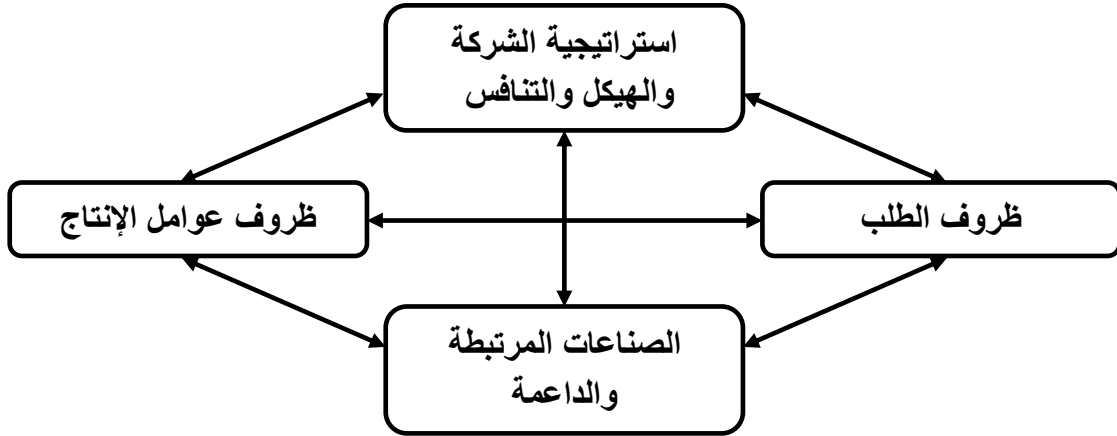 استراتيجية الشركة
والهيكل والتنافس
ظروف الطلب
ظروف عوامل الإنتاج
الصناعات المرتبطة
والداعمة